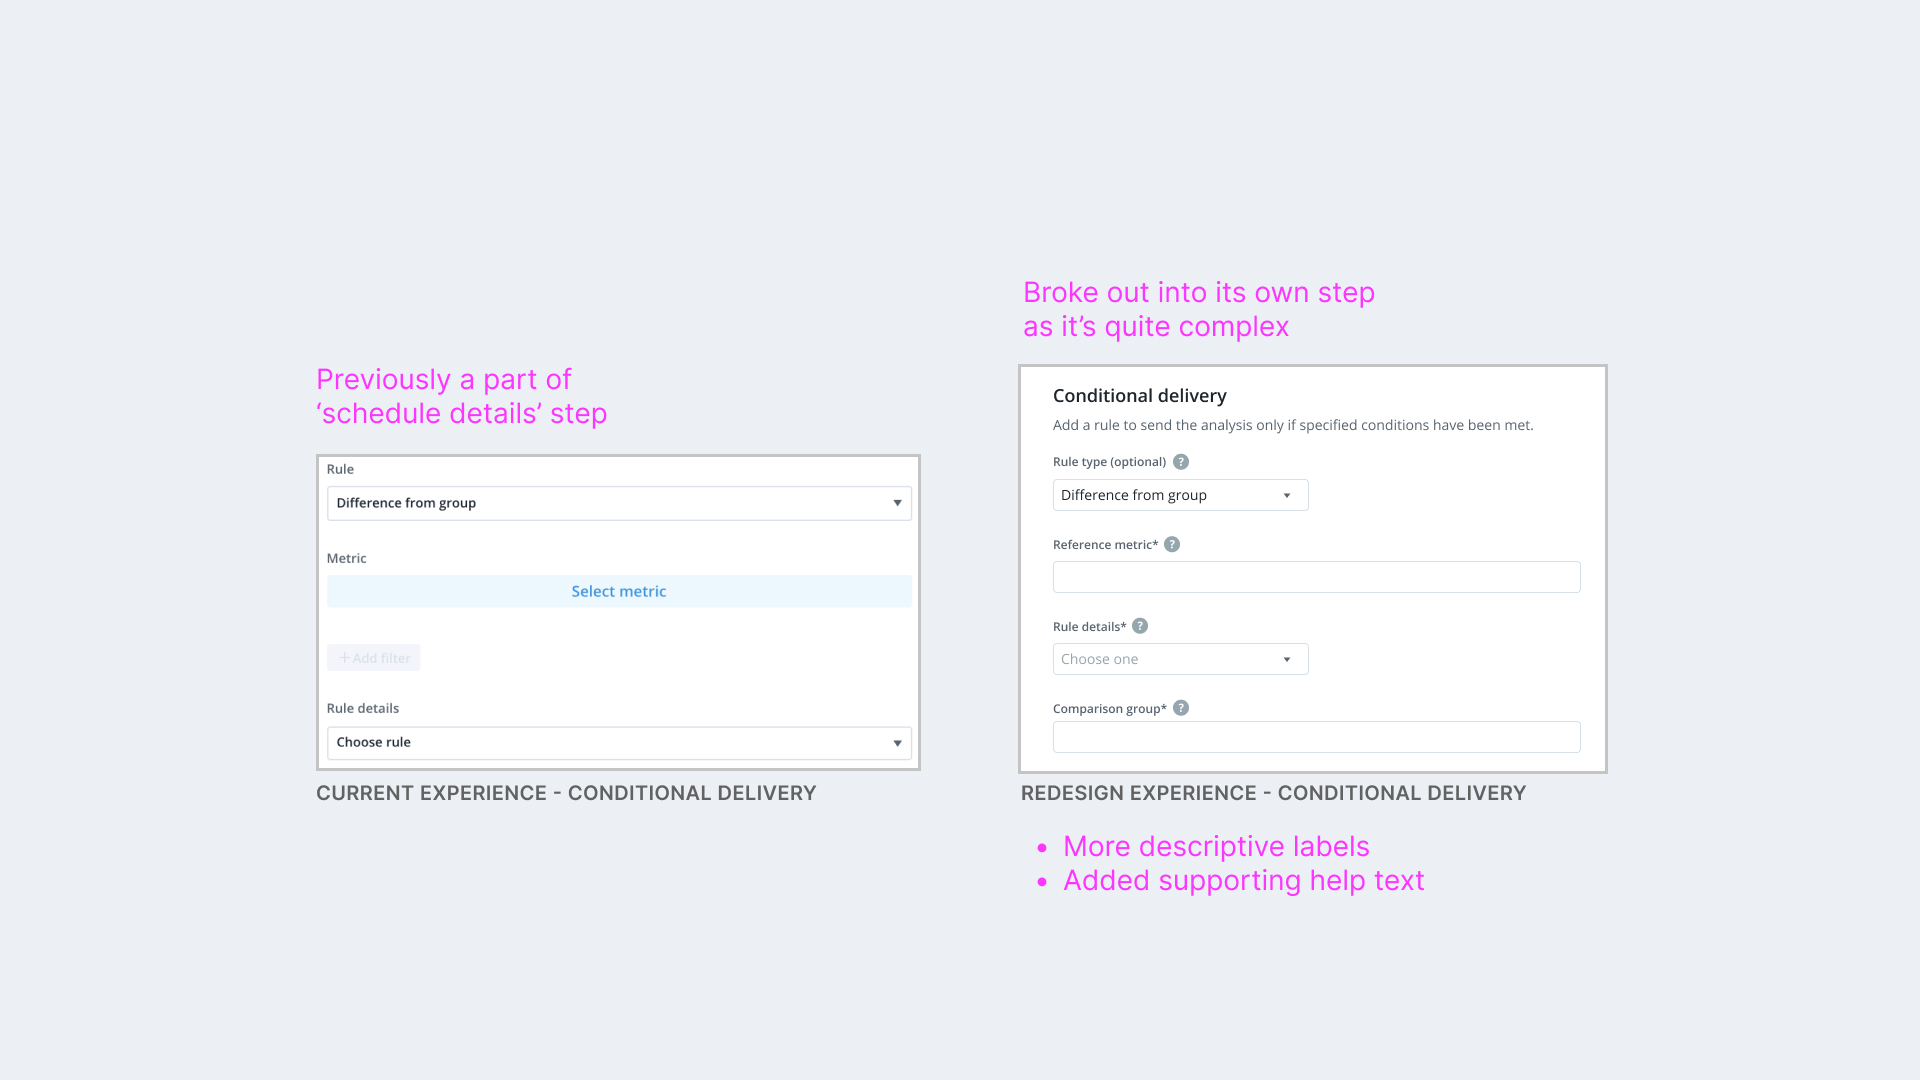 Previously a part of
‘schedule details’ step
Rule
Difference from group
Metric
Select metric
+ Add filter
Rule details
Choose rule
CURRENT EXPERIENCE - CONDITIONAL DELIVERY
Broke out into its own step
as it’s quite complex
Conditional delivery
Add a rule to send the analysis only if specified conditions have been met.
Rule type (optional) ?
Difference from group
Reference metric* ?
Rule details* ?
Choose one
Comparison group* ?
REDESIGN EXPERIENCE - CONDITIONAL DELIVERY
• More descriptive labels
• Added supporting help text